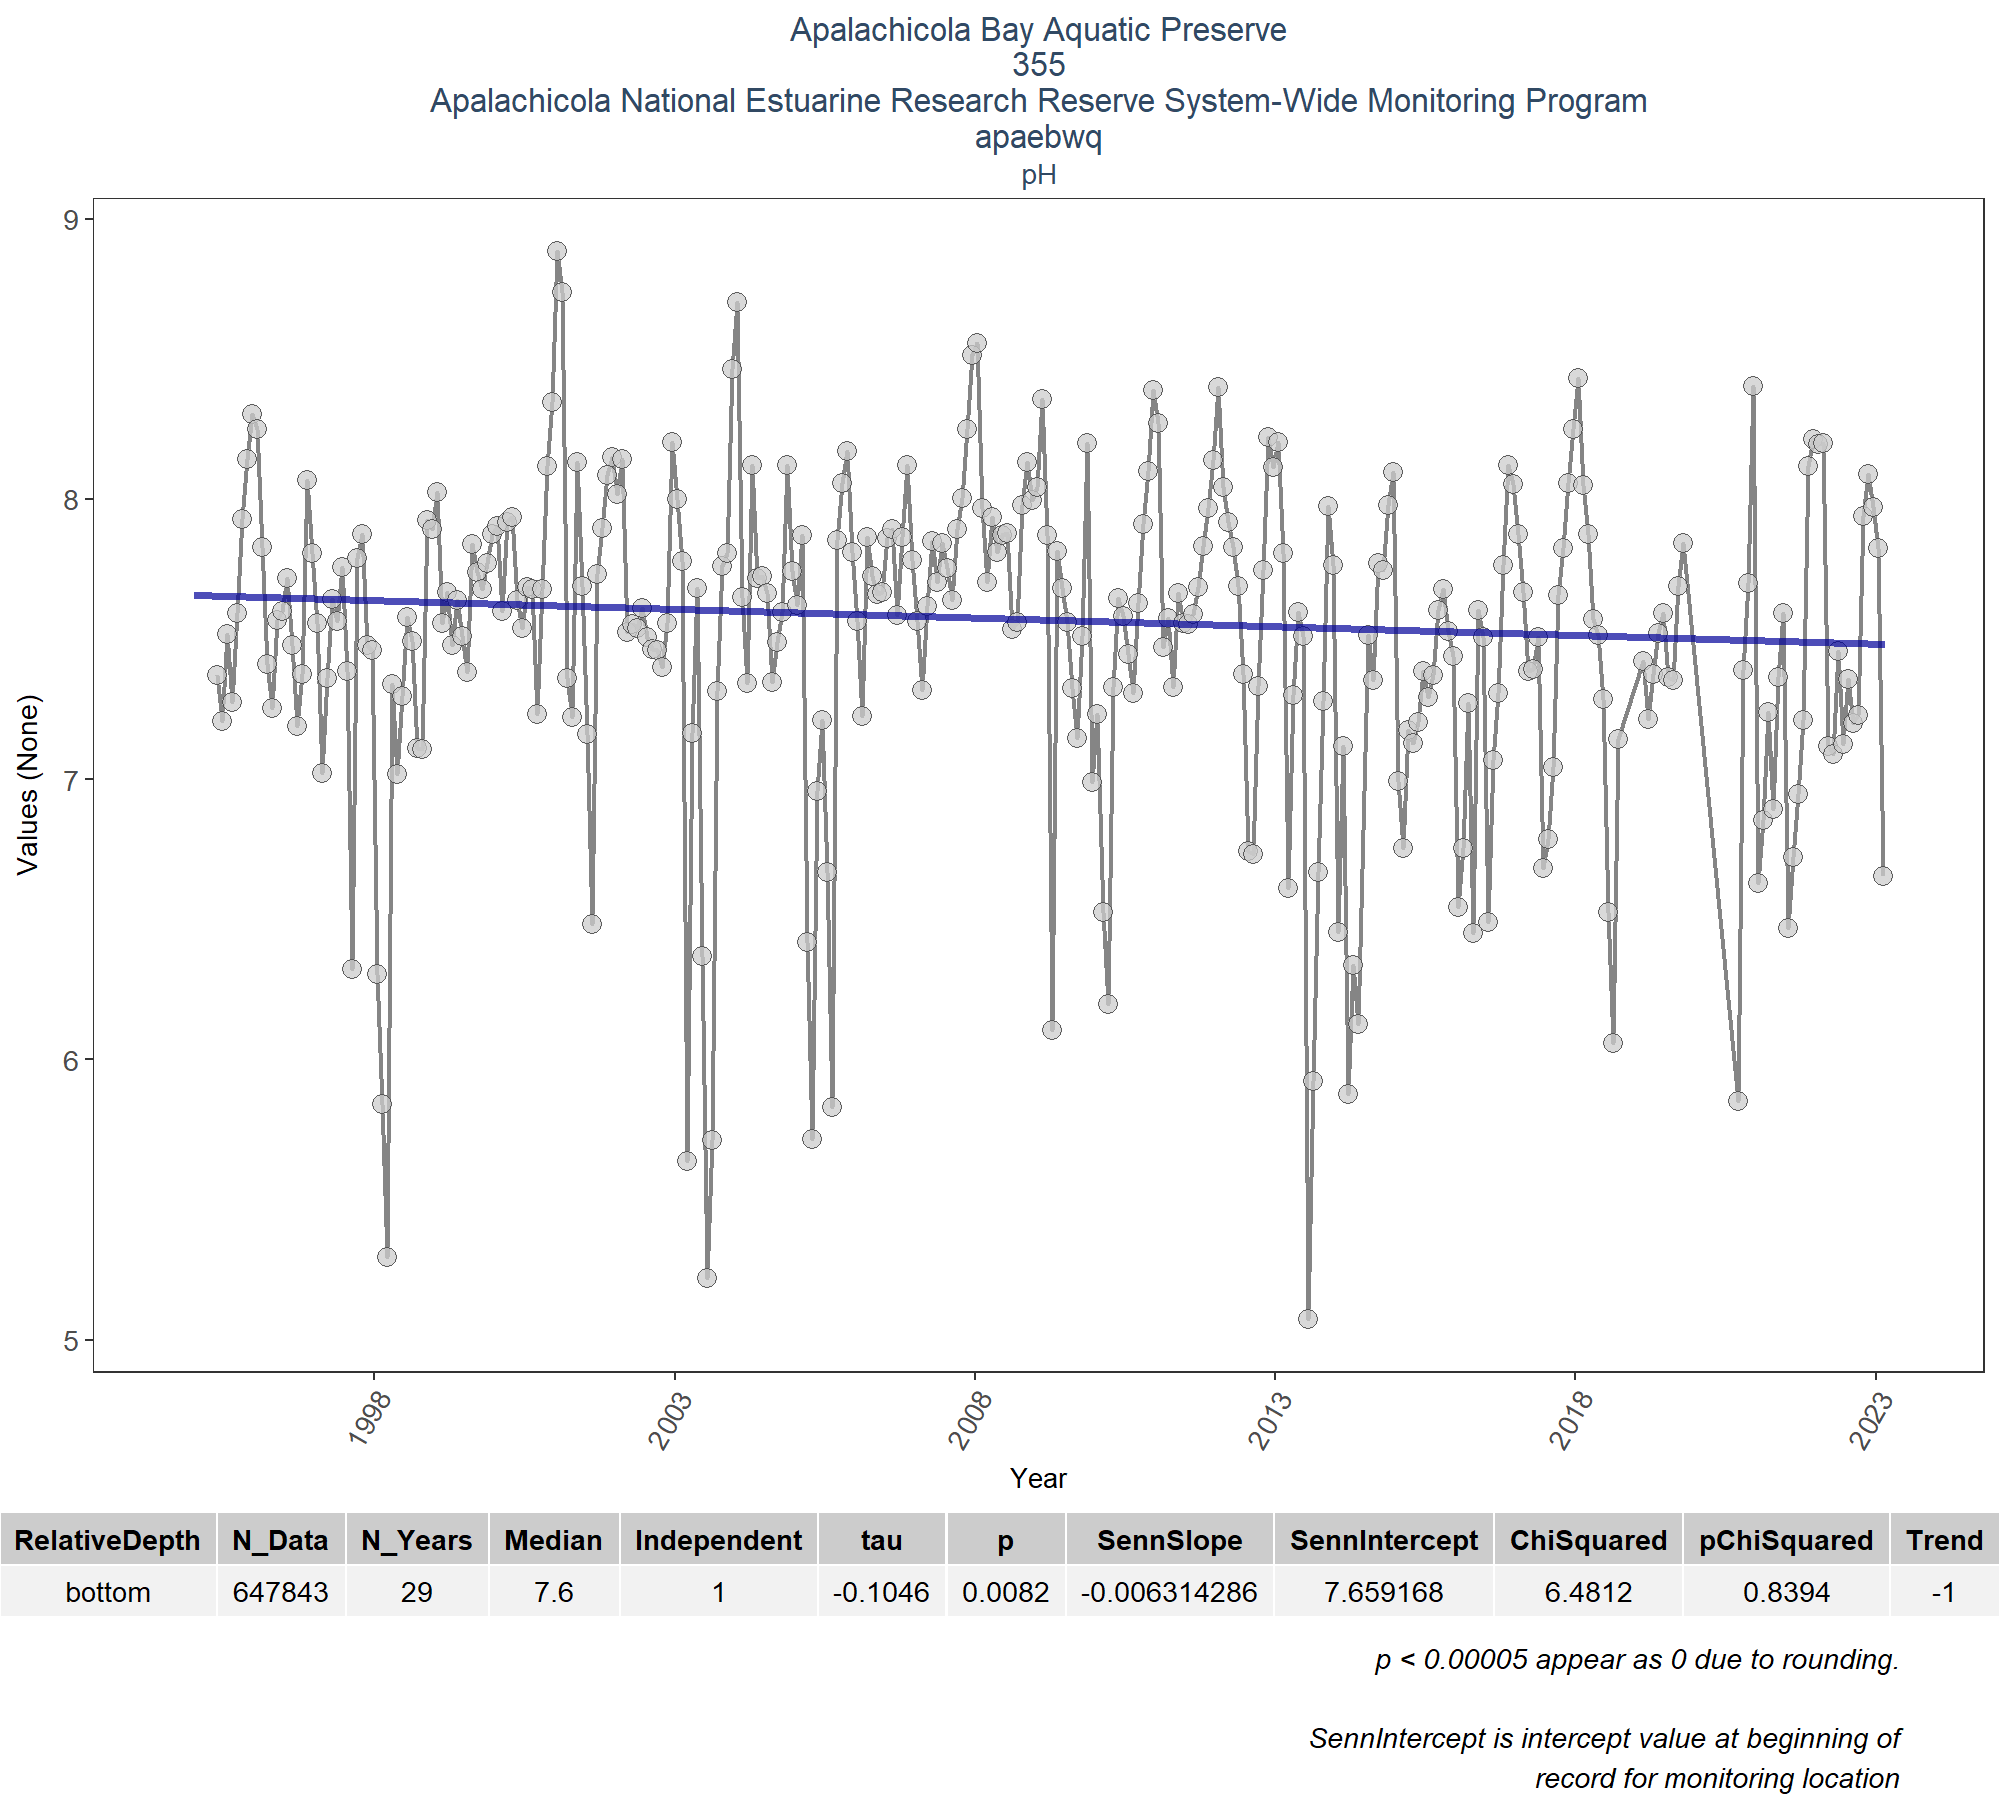 Apalachicola Bay Aquatic Preserve
355
Apalachicola National Estuarine Research Reserve System-Wide Monitoring Program
apaebwq
pH
9
8
7
6
5
Values (None)
1998 2003 2008 2013 2018 2023
Year
RelativeDepth N_Data N_Years Median Independent tau p SennSlope SennIntercept ChiSquared pChiSquared Trend
bottom 647843 29 7.6 1 -0.1046 0.0082 -0.006314286 7.659168 6.4812 0.8394 -1
p < 0.00005 appear as 0 due to rounding.
SennIntercept is intercept value at beginning of
record for monitoring location